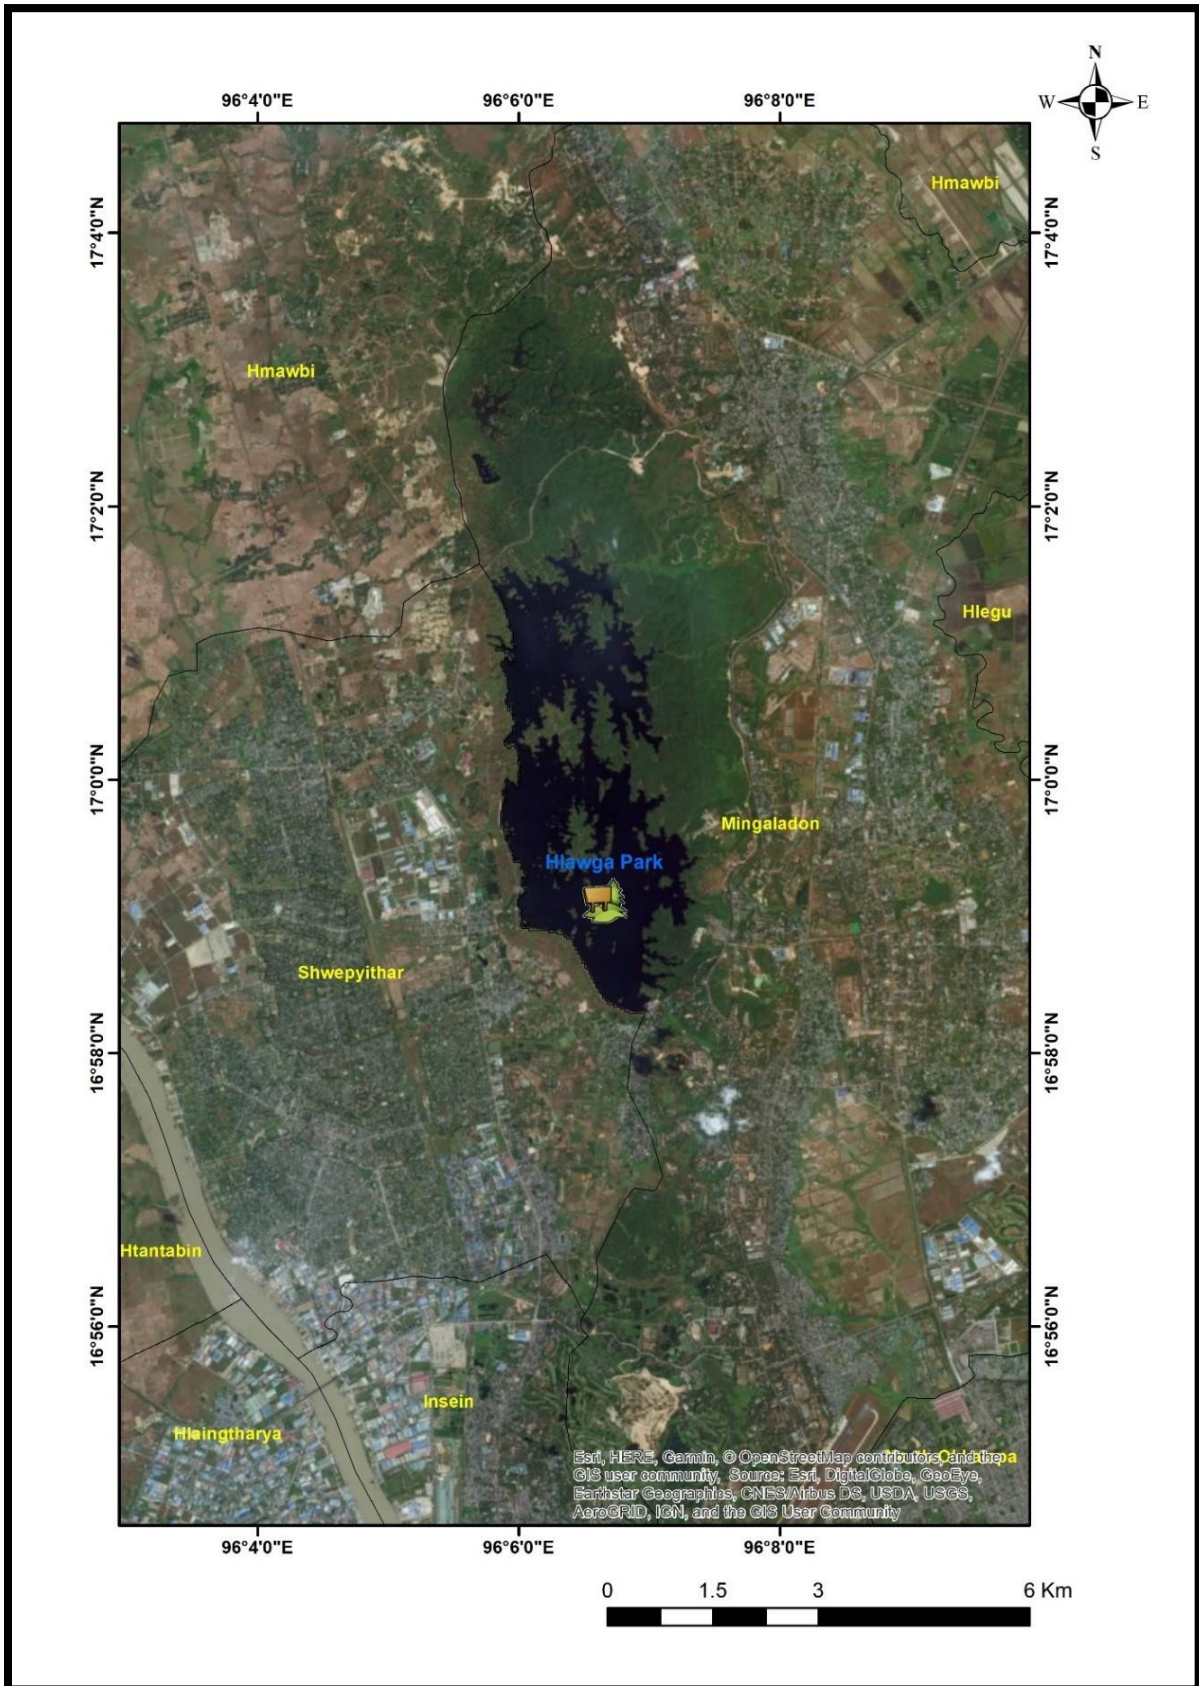 N
W E
S
96°4'0"E 96°6'0"E 96°8'0"E
Hmawbi
17°4'0"N 17°4'0"N
Hmawbi
17°2'0"N 17°2'0"N
Hlegu
17°0'0"N 17°0'0"N
Mingaladon
Hlawga Park
Shwepyithar
16°58'0"N 16°58'0"N
Htantabin
16°56'0"N 16°56'0"N
Insein
Hlaingtharya
Esri, HERE, Garmin, © OpenStreetMap contributors, and the
GIS user community, Source: Esri, DigitalGlobe, GeoEye,
Earthstar Geographics, CNES/Airbus DS, USDA, USGS,
AeroGRID, IGN, and the GIS User Community
96°4'0"E 96°6'0"E 96°8'0"E
0 1.5 3 6 Km